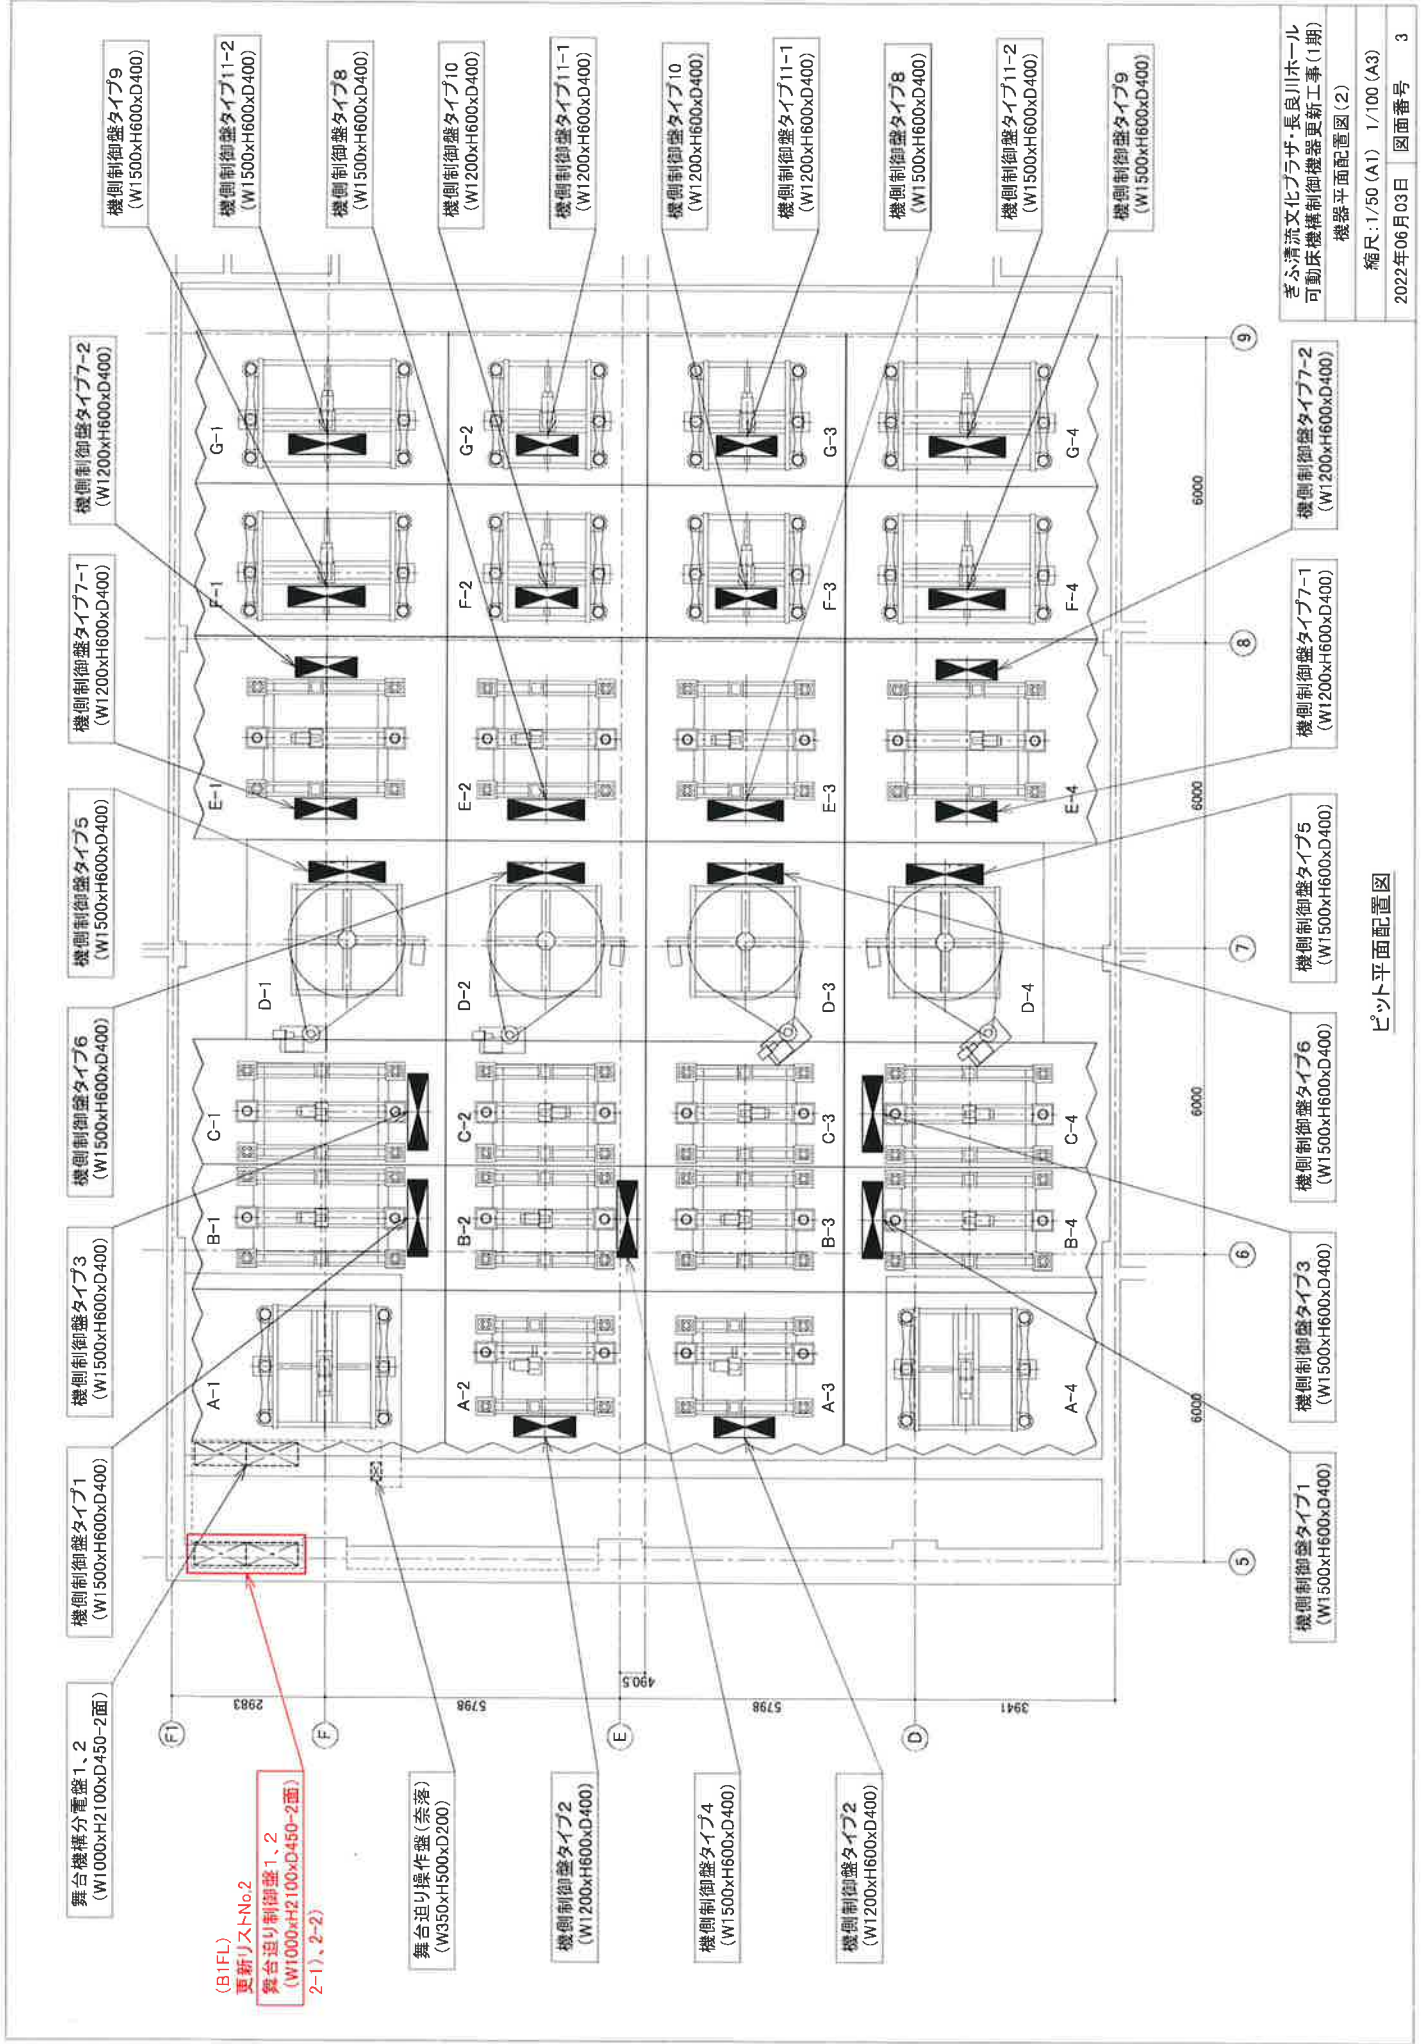 機側制御盤タイプ9
(W1500xH600xD400)
機側制御盤タイプ11-2
(W1500xH600xD400)
機側制御盤タイプ8
(W1500xH600xD400)
機側制御盤タイプ10
(W1200xH600xD400)
機側制御盤タイプ11-1
(W1200xH600xD400)
機側制御盤タイプ10
(W1200xH600xD400)
機側制御盤タイプ11-1
(W1200xH600xD400)
機側制御盤タイプ8
(W1500xH600xD400)
機側制御盤タイプ11-2
(W1500xH600xD400)
機側制御盤タイプ9
(W1500xH600xD400)
機側制御盤タイプ7-2
(W1200xH600xD400)
機側制御盤タイプ7-1
(W1200xH600xD400)
機側制御盤タイプ5
(W1500xH600xD400)
機側制御盤タイプ6
(W1500xH600xD400)
機側制御盤タイプ3
(W1500xH600xD400)
機側制御盤タイプ1
(W1500xH600xD400)
舞台機構分電盤1、2
(W1000xH2100xD450-2面)
(B1FL)
更新リストNo.2
舞台迫り制御盤1、2
(W1000xH2100xD450-2面)
2-1)、2-2)
舞台迫り操作盤(奈落)
(W350xH500xD200)
機側制御盤タイプ2
(W1200xH600xD400)
機側制御盤タイプ4
(W1500xH600xD400)
機側制御盤タイプ2
(W1200xH600xD400)
機側制御盤タイプ7-2
(W1200xH600xD400)
機側制御盤タイプ7-1
(W1200xH600xD400)
機側制御盤タイプ5
(W1500xH600xD400)
機側制御盤タイプ6
(W1500xH600xD400)
機側制御盤タイプ3
(W1500xH600xD400)
機側制御盤タイプ1
(W1500xH600xD400)
A-1
B-1
C-1
D-1
E-1
F-1
G-1
A-2
B-2
C-2
D-2
E-2
F-2
G-2
A-3
B-3
C-3
D-3
E-3
F-3
G-3
A-4
B-4
C-4
D-4
E-4
F-4
G-4
F1
F
E
D
2983
5798
490.5
5798
3941
6000
6000
6000
6000
5
6
7
8
9
ピット平面配置図
ぎふ清流文化プラザ・長良川ホール
可動床機構制御機器更新工事(1期)
機器平面配置図(2)
縮尺:1/50(A1) 1/100(A3)
2022年06月03日 図面番号 3